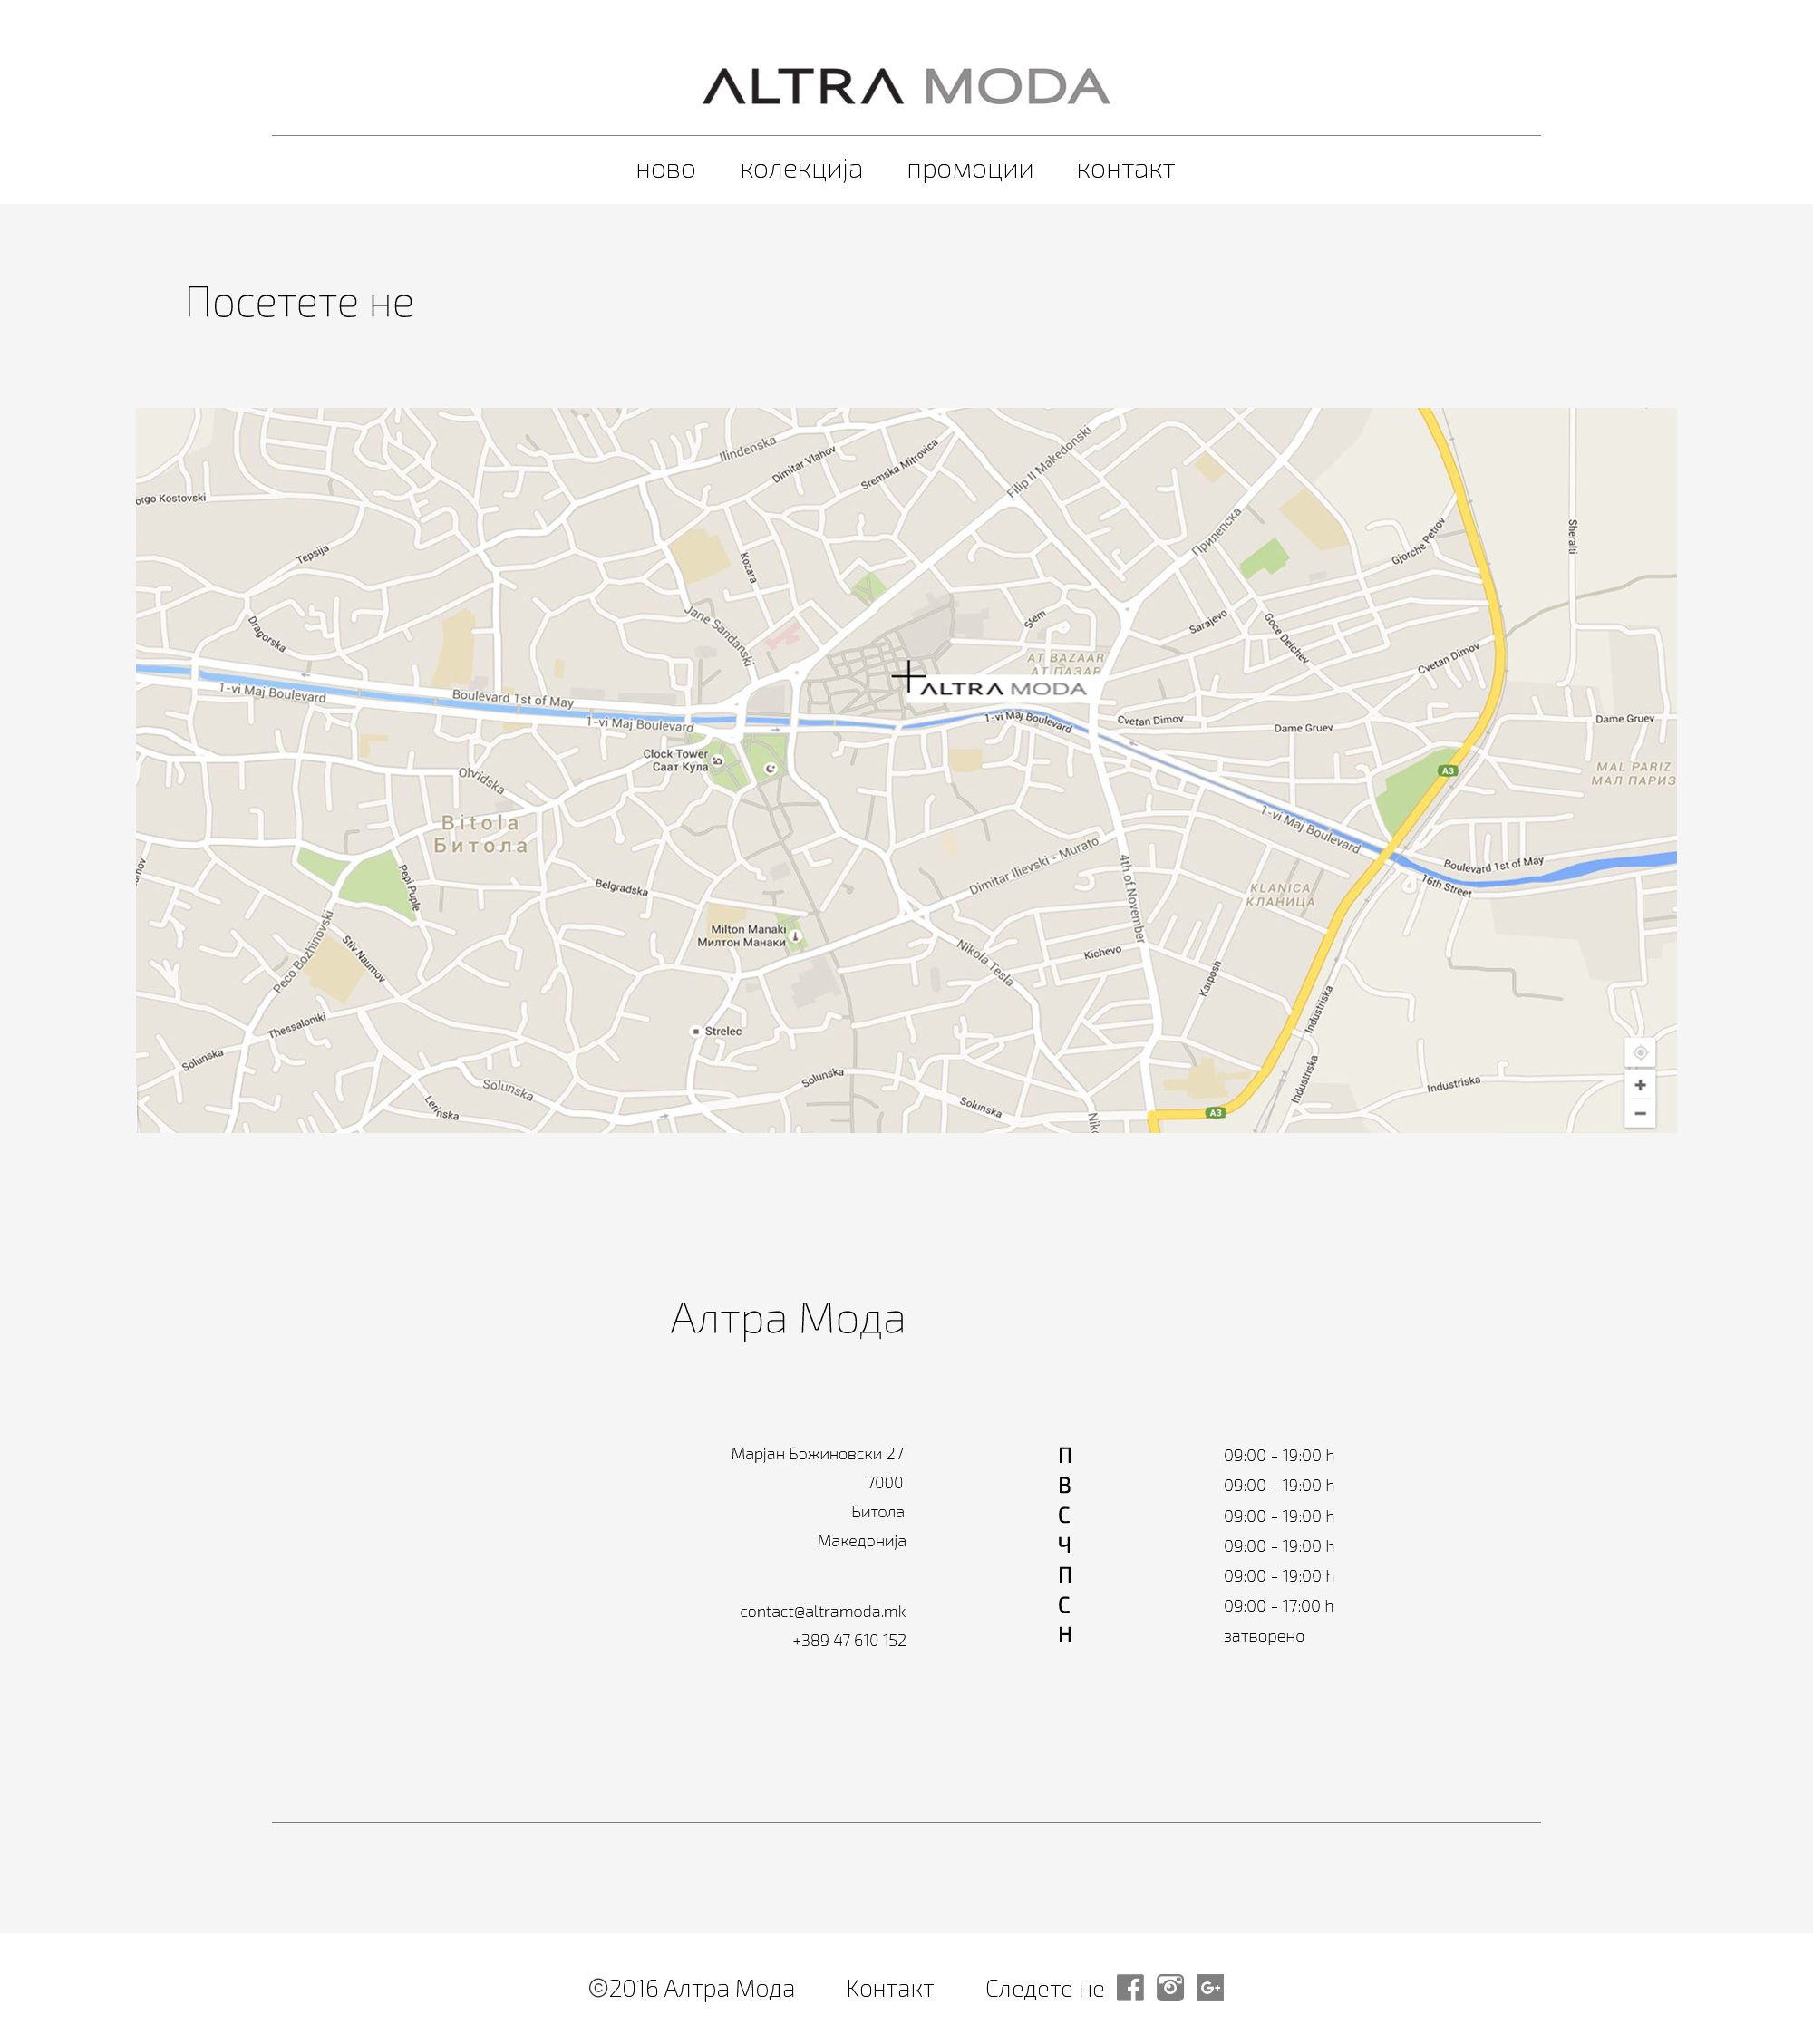 ALTRA MODA
ново колекција промоции контакт
Посетете не
Ilindenska
Dimitar Vlahov
Sremska Mitrovica
Filip II Makedonski
orgo Kostovski
Прилепска
Gjorche Petrov
Sheralti
Tepsija
Kozara
Dragorska
Jane Sandanski
Slem
Sarajevo
Goce Delchev
Cvetan Dimov
AT BAZAAR
АТ ПАЗАР
ALTRA MODA
1-vi Maj Boulevard
Boulevard 1st of May
1-vi Maj Boulevard
1-vi Maj Boulevard
Cvetan Dimov
Dame Gruev
Dame Gruev
Clock Tower
Саат Кула
Ohridska
A3
MAL PARIZ
МАЛ ПАРИЗ
Bitola
Битола
1-vi Maj Boulevard
Dimitar Ilievski - Murato
4th of November
Boulevard 1st of May
16th Street
Pepi Puple
Belgradska
KLANICA
КЛАНИЦА
Milton Manaki
Милтон Манаки
Peco Bozhinovski
Stiv Naumov
Nikola Tesla
Kichevo
Karposh
Industriska
Thessaloniki
Strelec
Solunska
Solunska
Solunska
Solunska
Industriska
Industriska
A3
+
−
Алтра Мода
Марјан Божиновски 27
7000
Битола
Македонија
contact@altramoda.mk
+389 47 610 152
П 09:00 - 19:00 h
В 09:00 - 19:00 h
С 09:00 - 19:00 h
Ч 09:00 - 19:00 h
П 09:00 - 19:00 h
С 09:00 - 17:00 h
Н затворено
©2016 Алтра Мода Контакт Следете не